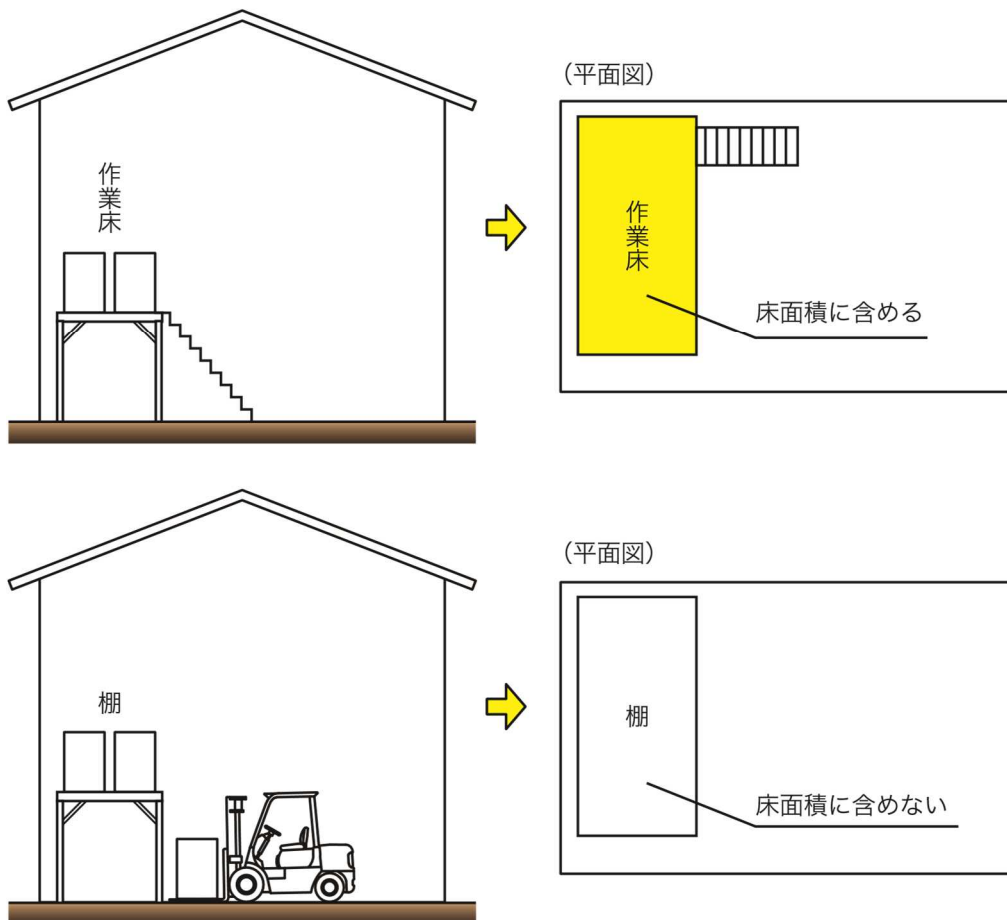 作業床
(平面図)
作業床
床面積に含める
棚
(平面図)
棚
床面積に含めない